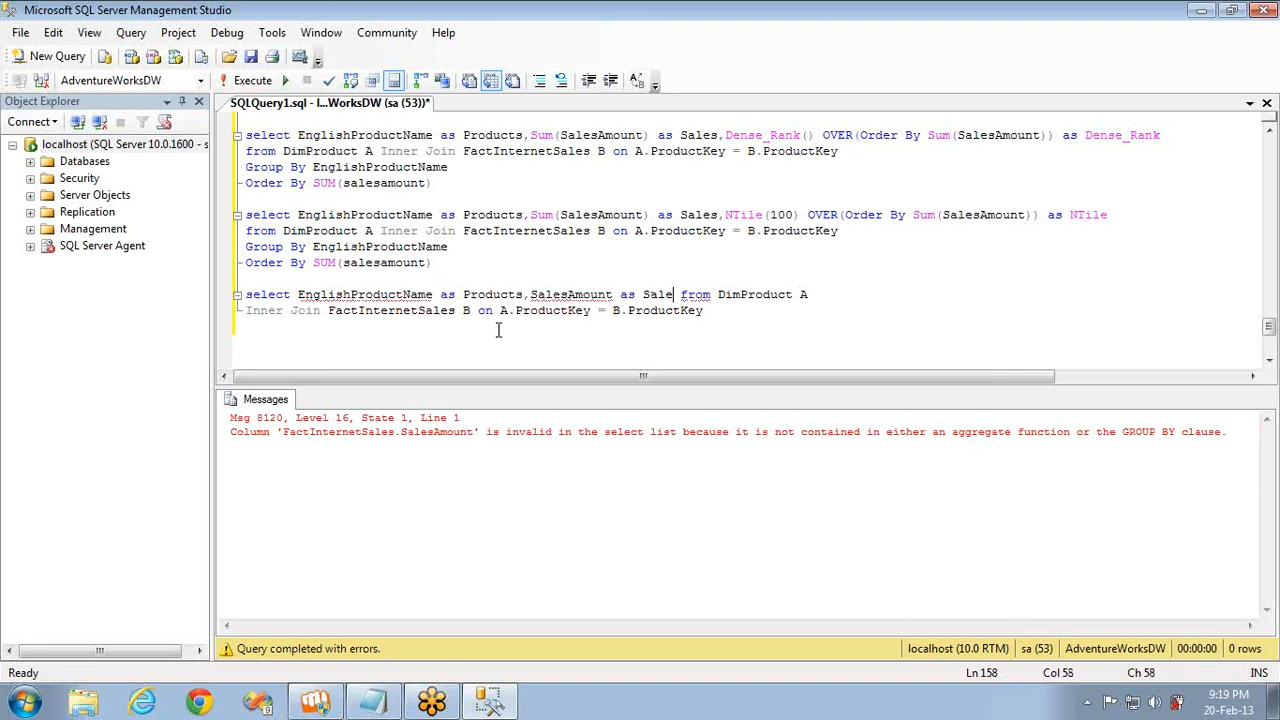 Microsoft SQL Server Management Studio
File Edit View Query Project Debug Tools Window Community Help
New Query
AdventureWorksDW Execute
Object Explorer
SQLQuery1.sql - l...WorksDW (sa (53))*
Connect
localhost (SQL Server 10.0.1600 - s
Databases
Security
Server Objects
Replication
Management
SQL Server Agent
select EnglishProductName as Products,Sum(SalesAmount) as Sales,Dense_Rank() OVER(Order By Sum(SalesAmount)) as Dense_Rank
from DimProduct A Inner Join FactInternetSales B on A.ProductKey = B.ProductKey
Group By EnglishProductName
Order By SUM(salesamount)
select EnglishProductName as Products,Sum(SalesAmount) as Sales,NTile(100) OVER(Order By Sum(SalesAmount)) as NTile
from DimProduct A Inner Join FactInternetSales B on A.ProductKey = B.ProductKey
Group By EnglishProductName
Order By SUM(salesamount)
select EnglishProductName as Products,SalesAmount as Sale from DimProduct A
Inner Join FactInternetSales B on A.ProductKey = B.ProductKey
Messages
Msg 8120, Level 16, State 1, Line 1
Column 'FactInternetSales.SalesAmount' is invalid in the select list because it is not contained in either an aggregate function or the GROUP BY clause.
Query completed with errors. localhost (10.0 RTM) sa (53) AdventureWorksDW 00:00:00 0 rows
Ready Ln 158 Col 58 Ch 58 INS
9:19 PM
20-Feb-13